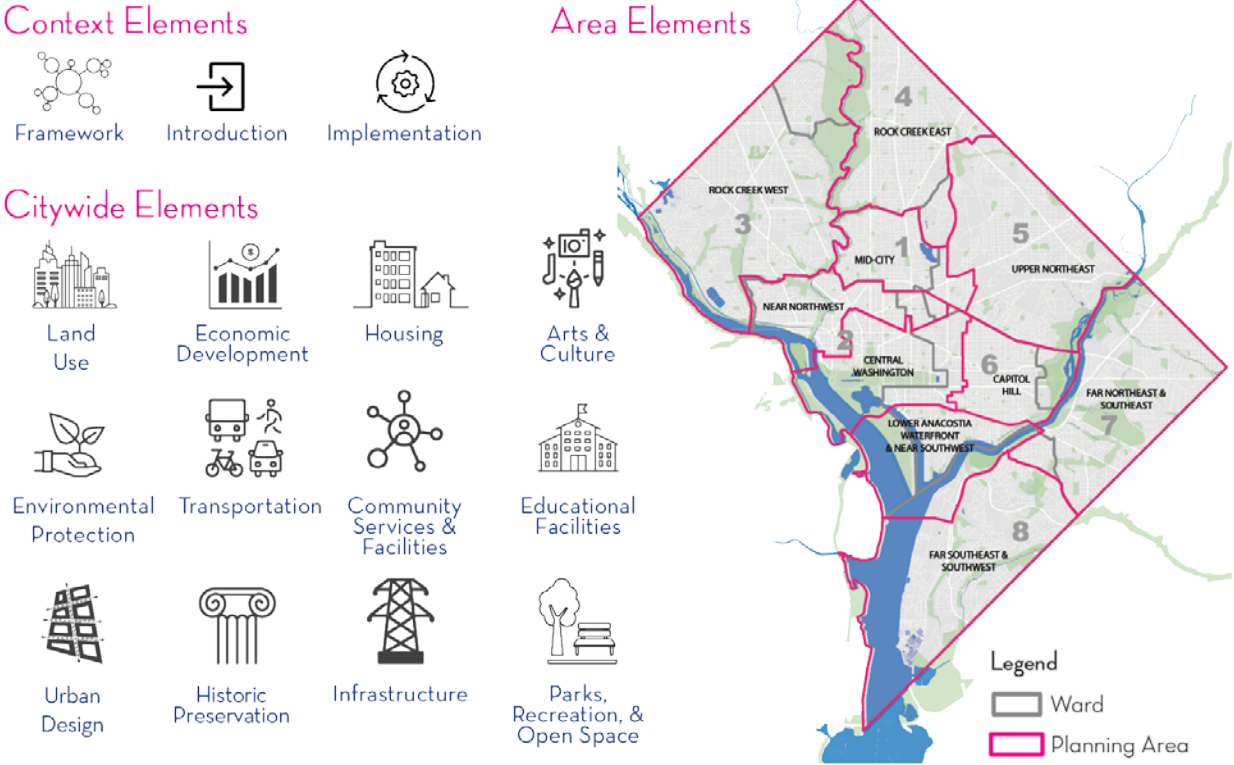 Context Elements
Framework
Introduction
Implementation
Citywide Elements
Land
Use
Economic
Development
Housing
Arts &
Culture
Environmental
Protection
Transportation
Community
Services &
Facilities
Educational
Facilities
Urban
Design
Historic
Preservation
Infrastructure
Parks,
Recreation, &
Open Space
Area Elements
4
ROCK CREEK EAST
ROCK CREEK WEST
3
1
MID-CITY
5
UPPER NORTHEAST
NEAR NORTHWEST
2
CENTRAL
WASHINGTON
6
CAPITOL
HILL
FAR NORTHEAST &
SOUTHEAST
7
LOWER ANACOSTIA
WATERFRONT
& NEAR SOUTHWEST
8
FAR SOUTHEAST &
SOUTHWEST
Legend
Ward
Planning Area